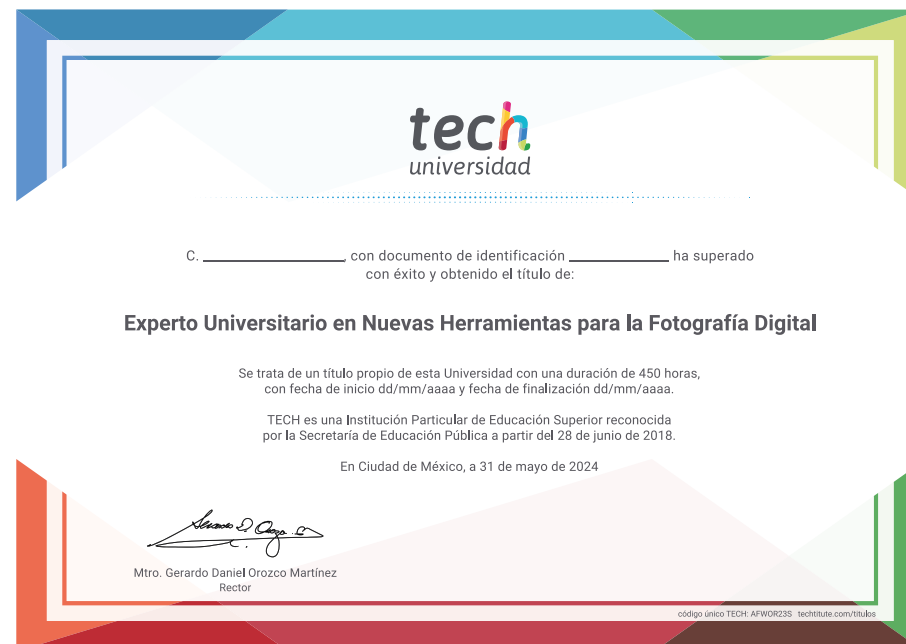 tech
universidad
C. ____________________, con documento de identificación ______________ ha superado
con éxito y obtenido el título de:
Experto Universitario en Nuevas Herramientas para la Fotografía Digital
Se trata de un título propio de esta Universidad con una duración de 450 horas,
con fecha de inicio dd/mm/aaaa y fecha de finalización dd/mm/aaaa.
TECH es una Institución Particular de Educación Superior reconocida
por la Secretaría de Educación Pública a partir del 28 de junio de 2018.
En Ciudad de México, a 31 de mayo de 2024
Mtro. Gerardo Daniel Orozco Martínez
Rector
código único TECH: AFWOR23S techtitute.com/titulos